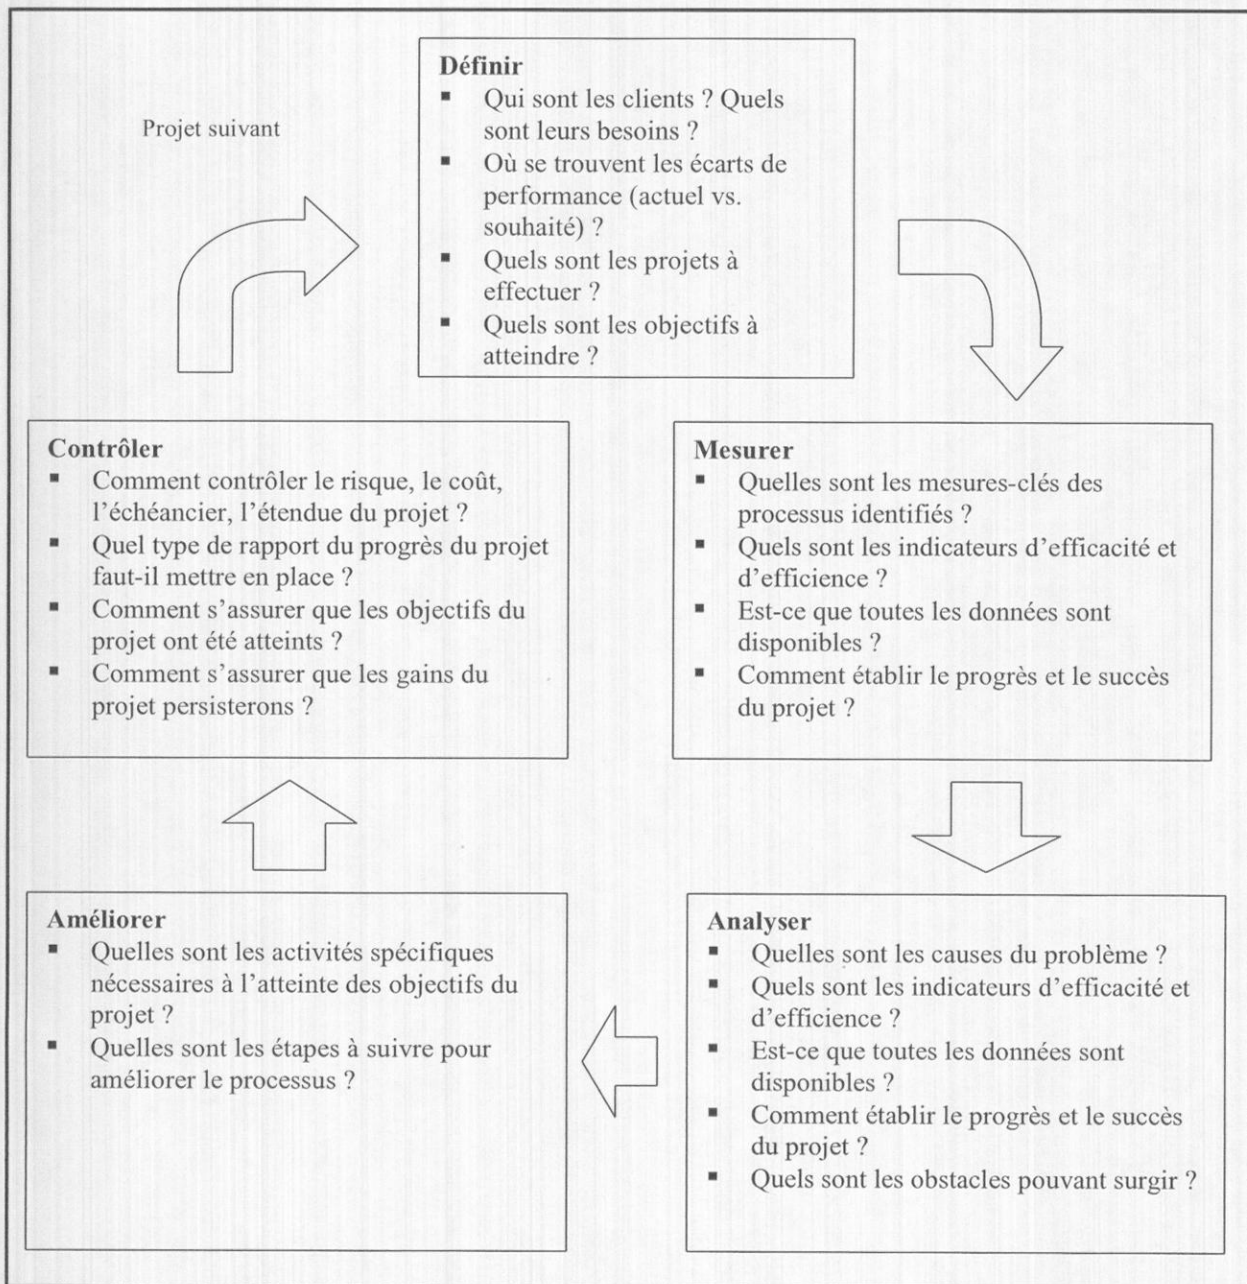 Projet suivant
Définir
▪ Qui sont les clients ? Quels
sont leurs besoins ?
▪ Où se trouvent les écarts de
performance (actuel vs.
souhaité) ?
▪ Quels sont les projets à
effectuer ?
▪ Quels sont les objectifs à
atteindre ?
Contrôler
▪ Comment contrôler le risque, le coût,
l’échéancier, l’étendue du projet ?
▪ Quel type de rapport du progrès du projet
faut-il mettre en place ?
▪ Comment s’assurer que les objectifs du
projet ont été atteints ?
▪ Comment s’assurer que les gains du
projet persisterons ?
Mesurer
▪ Quelles sont les mesures-clés des
processus identifiés ?
▪ Quels sont les indicateurs d’efficacité et
d’efficience ?
▪ Est-ce que toutes les données sont
disponibles ?
▪ Comment établir le progrès et le succès
du projet ?
Améliorer
▪ Quelles sont les activités spécifiques
nécessaires à l’atteinte des objectifs du
projet ?
▪ Quelles sont les étapes à suivre pour
améliorer le processus ?
Analyser
▪ Quelles sont les causes du problème ?
▪ Quels sont les indicateurs d’efficacité et
d’efficience ?
▪ Est-ce que toutes les données sont
disponibles ?
▪ Comment établir le progrès et le succès
du projet ?
▪ Quels sont les obstacles pouvant surgir ?